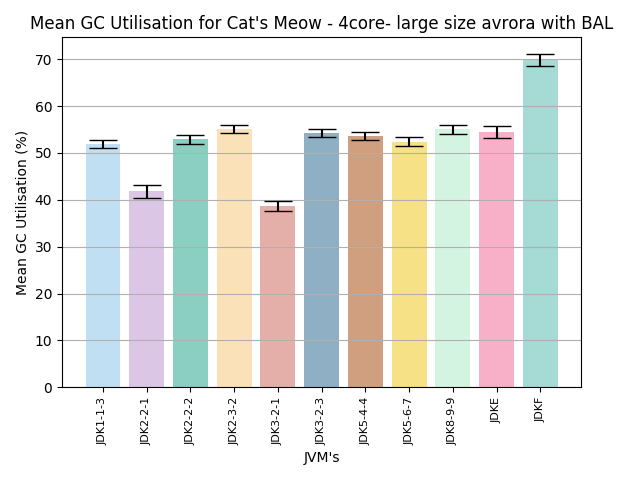 Mean GC Utilisation for Cat's Meow - 4core- large size avrora with BAL
Mean GC Utilisation (%)
70
60
50
40
30
20
10
0
JDK1-1-3
JDK2-2-1
JDK2-2-2
JDK2-3-2
JDK3-2-1
JDK3-2-3
JDK5-4-4
JDK5-6-7
JDK8-9-9
JDKE
JDKF
JVM's